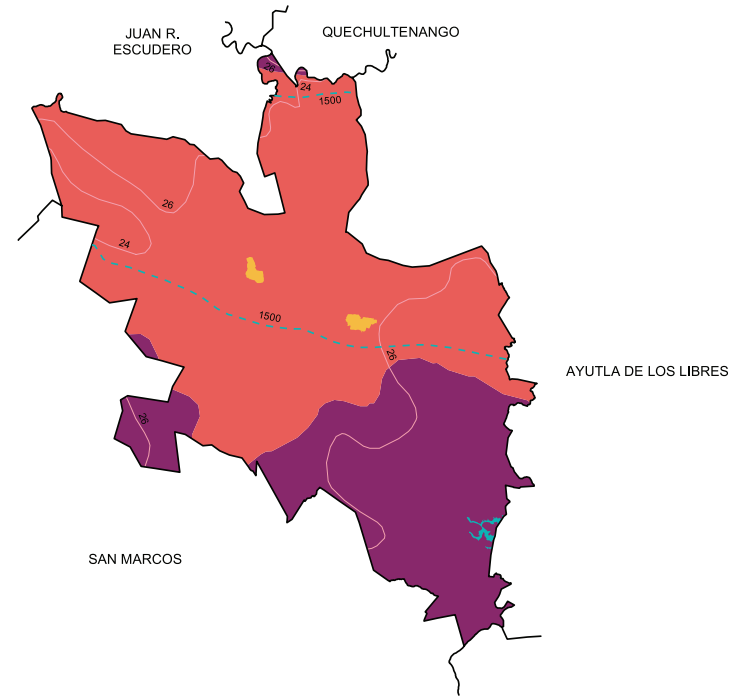 JUAN R.
ESCUDERO
QUECHULTENANGO
26
24
1500
26
24
1500
26
AYUTLA DE LOS LIBRES
26
SAN MARCOS